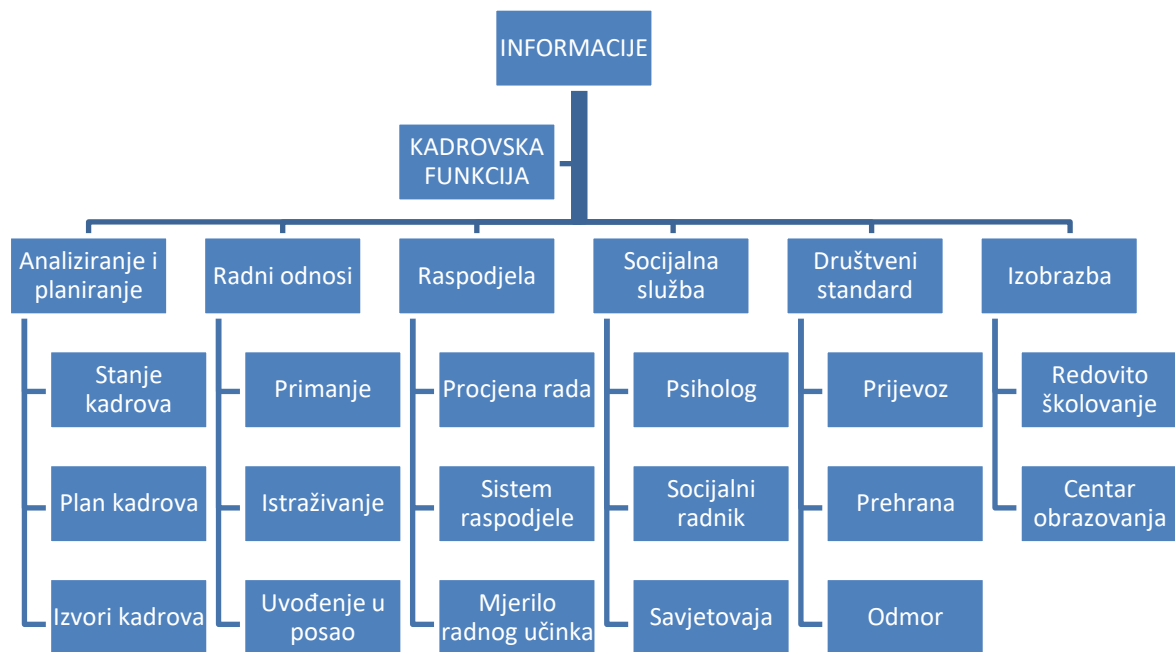 INFORMACIJE
KADROVSKA
FUNKCIJA
Analiziranje i
planiranje
Radni odnosi
Raspodjela
Socijalna
služba
Društveni
standard
Izobrazba
Stanje
kadrova
Primanje
Procjena rada
Psiholog
Prijevoz
Redovito
školovanje
Plan kadrova
Istraživanje
Sistem
raspodjele
Socijalni
radnik
Prehrana
Centar
obrazovanja
Izvori kadrova
Uvođenje u
posao
Mjerilo
radnog učinka
Savjetovaja
Odmor